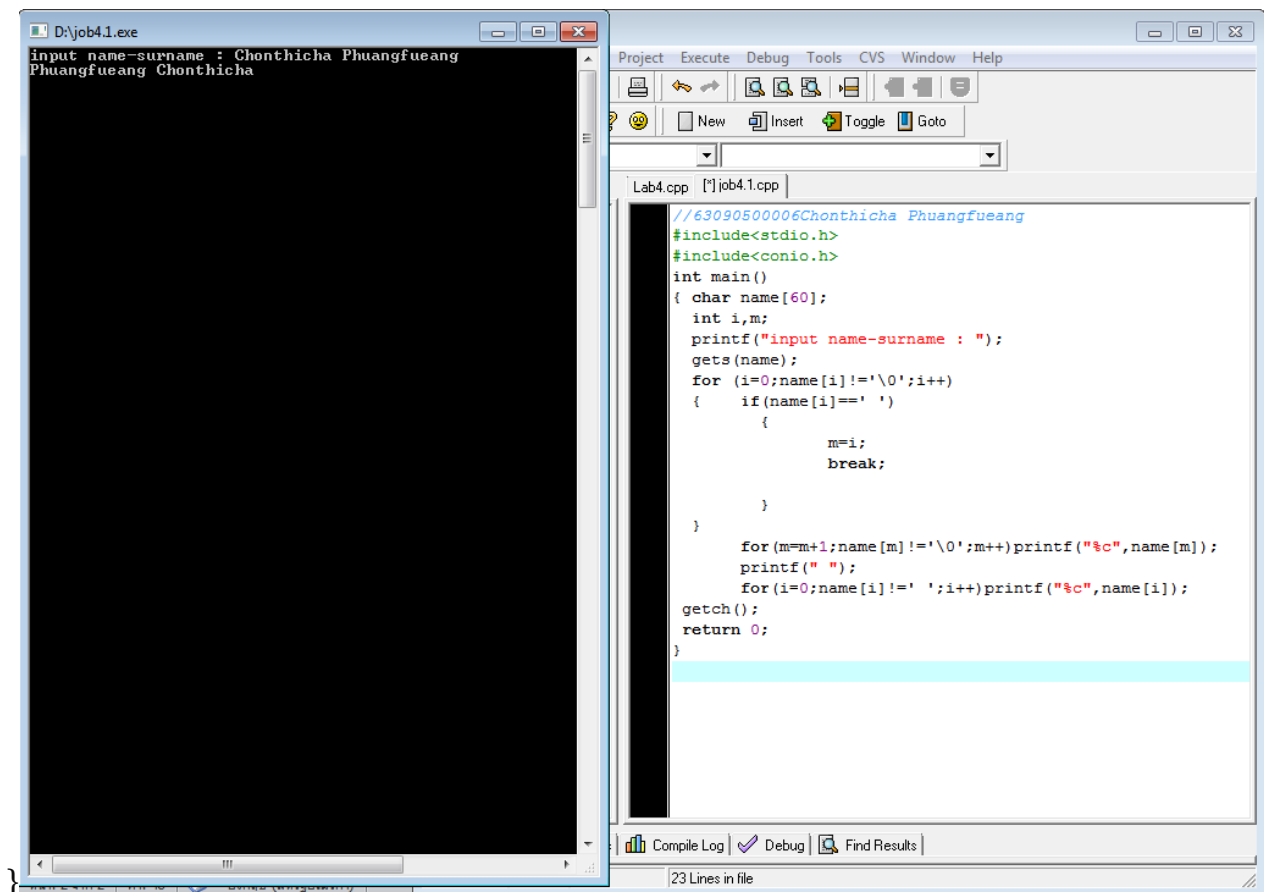 D:\job4.1.exe
input name-surname : Chonthicha Phuangfueang
Phuangfueang Chonthicha
Project Execute Debug Tools CVS Window Help
New Insert Toggle Goto
Lab4.cpp [*] job4.1.cpp
//63090500006Chonthicha Phuangfueang
#include<stdio.h>
#include<conio.h>
int main()
{ char name[60];
int i,m;
printf("input name-surname : ");
gets(name);
for (i=0;name[i]!='\0';i++)
{ if(name[i]==' ')
{
m=i;
break;
}
}
for(m=m+1;name[m]!='\0';m++)printf("%c",name[m]);
printf(" ");
for(i=0;name[i]!=' ';i++)printf("%c",name[i]);
getch();
return 0;
}
Compile Log Debug Find Results
23 Lines in file
}